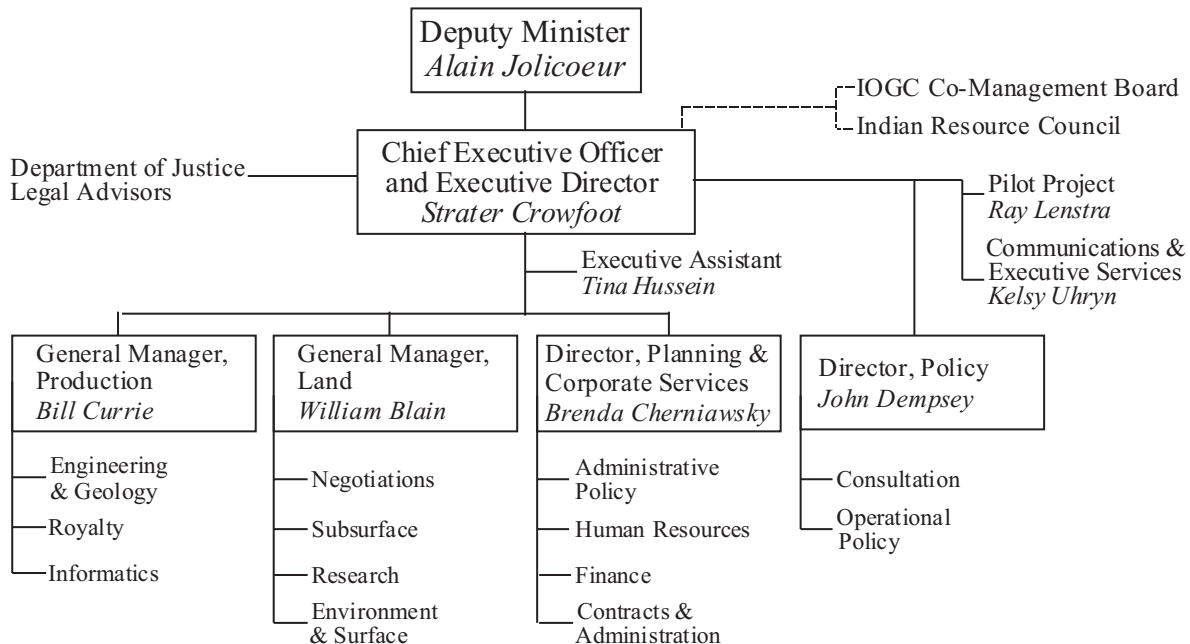 Deputy Minister
Alain Jolicoeur
IOGC Co-Management Board
Indian Resource Council
Department of Justice
Legal Advisors
Chief Executive Officer
and Executive Director
Strater Crowfoot
Pilot Project
Ray Lenstra
Communications &
Executive Services
Kelsy Uhryn
Executive Assistant
Tina Hussein
General Manager,
Production
Bill Currie
Engineering
& Geology
Royalty
Informatics
General Manager,
Land
William Blain
Negotiations
Subsurface
Research
Environment
& Surface
Director, Planning &
Corporate Services
Brenda Cherniawsky
Administrative
Policy
Human Resources
Finance
Contracts &
Administration
Director, Policy
John Dempsey
Consultation
Operational
Policy